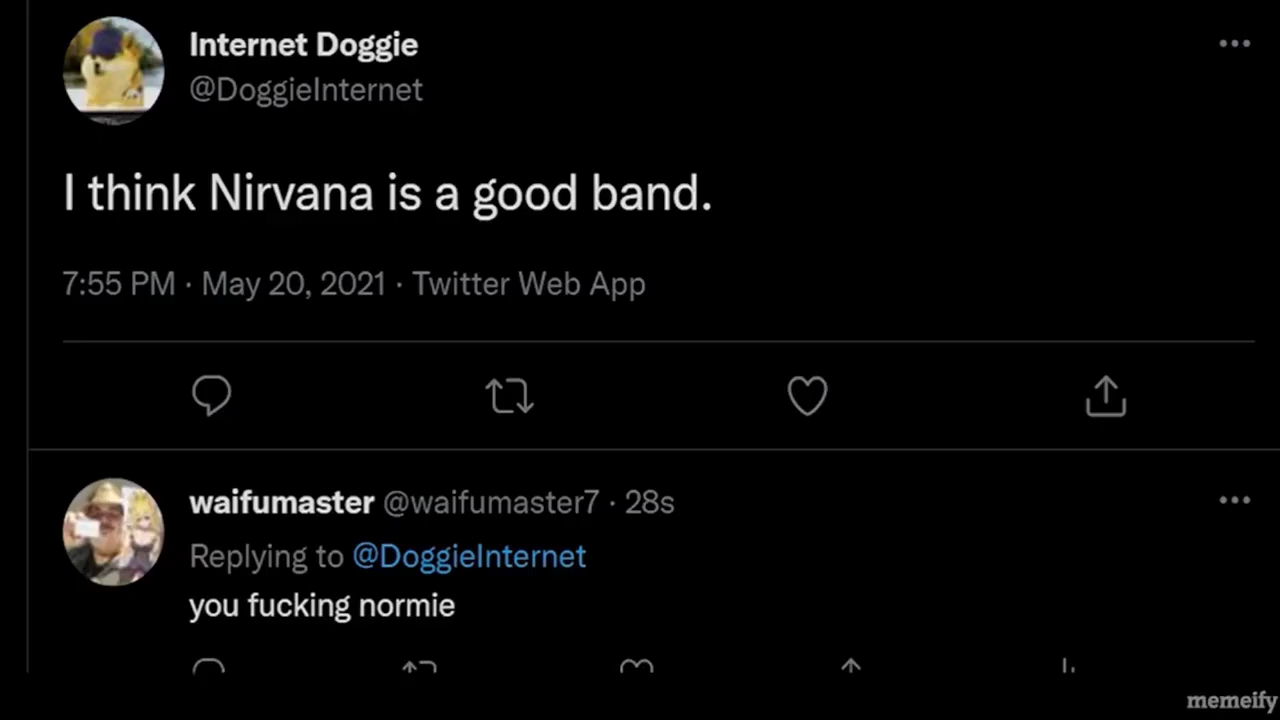 Internet Doggie
@DoggieInternet
I think Nirvana is a good band.
7:55 PM · May 20, 2021 · Twitter Web App
waifumaster @waifumaster7 · 28s
Replying to @DoggieInternet
you fucking normie
memeify